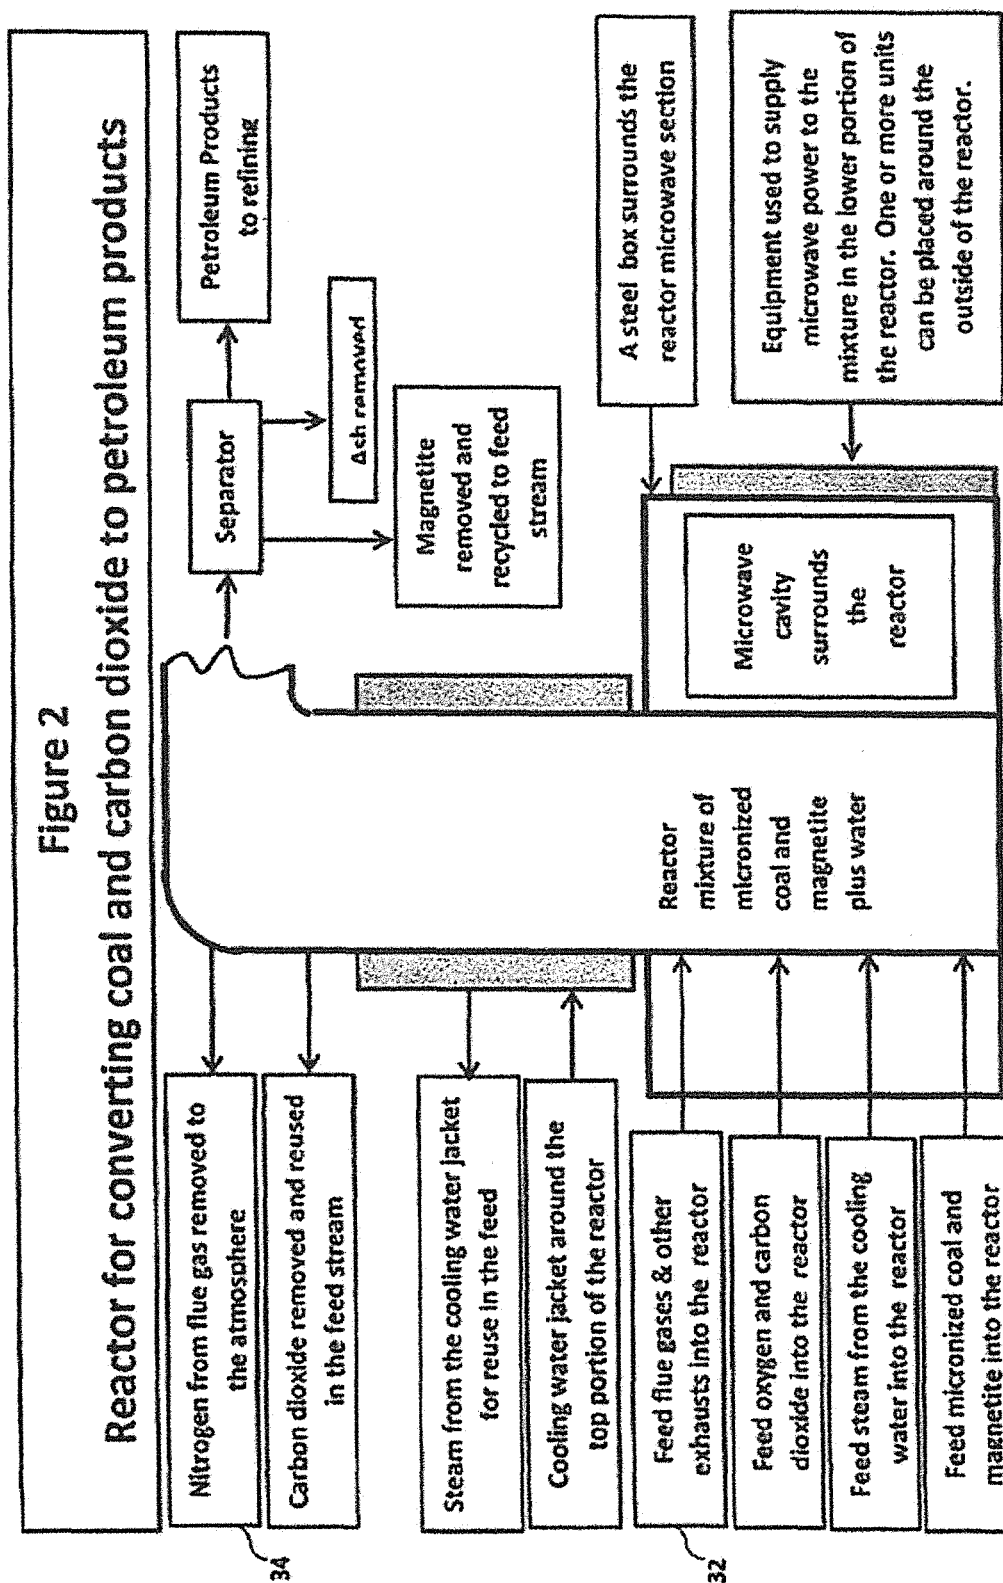 Figure 2
Reactor for converting coal and carbon dioxide to petroleum products
Nitrogen from flue gas removed to
the atmosphere
34
Carbon dioxide removed and reused
in the feed stream
Steam from the cooling water jacket
for reuse in the feed
Cooling water jacket around the
top portion of the reactor
Feed flue gases & other
exhausts into the reactor
32
Feed oxygen and carbon
dioxide into the reactor
Feed steam from the cooling
water into the reactor
Feed micronized coal and
magnetite into the reactor
Reactor
mixture of
micronized
coal and
magnetite
plus water
Separator
Petroleum Products
to refining
Ash removed
Magnetite
removed and
recycled to feed
stream
Microwave
cavity
surrounds
the
reactor
A steel box surrounds the
reactor microwave section
Equipment used to supply
microwave power to the
mixture in the lower portion of
the reactor. One or more units
can be placed around the
outside of the reactor.